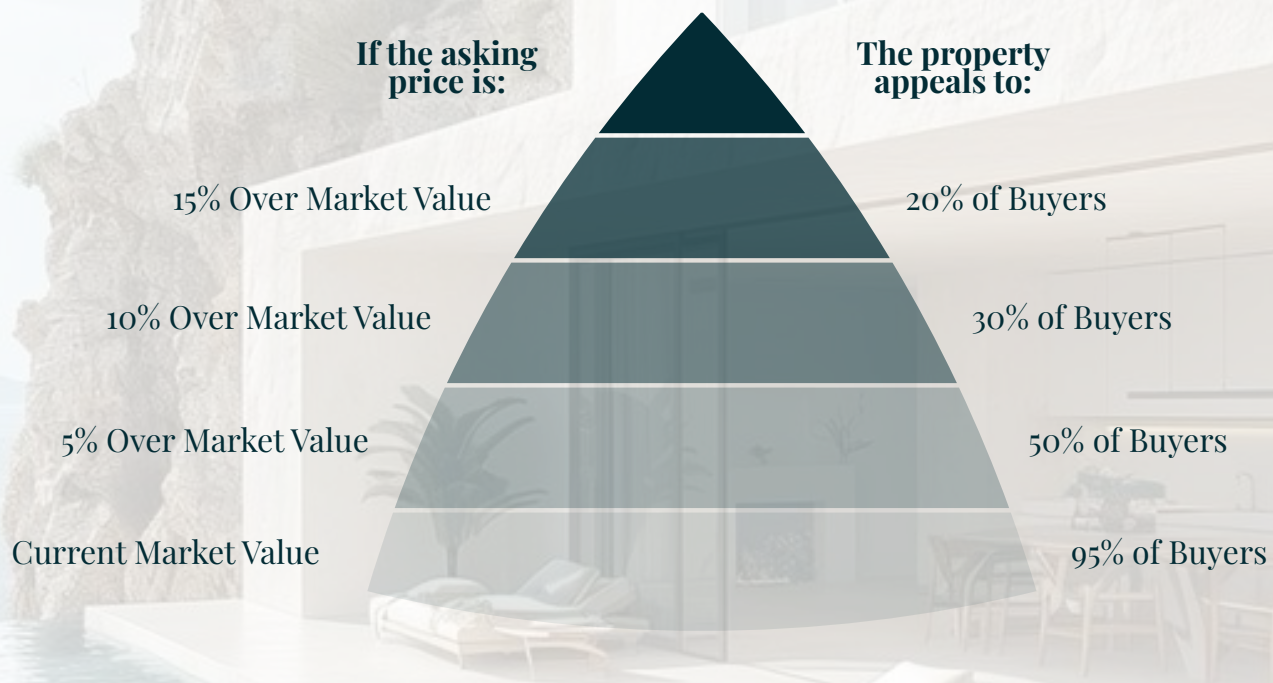 If the asking
price is:
The property
appeals to:
15% Over Market Value
20% of Buyers
10% Over Market Value
30% of Buyers
5% Over Market Value
50% of Buyers
Current Market Value
95% of Buyers